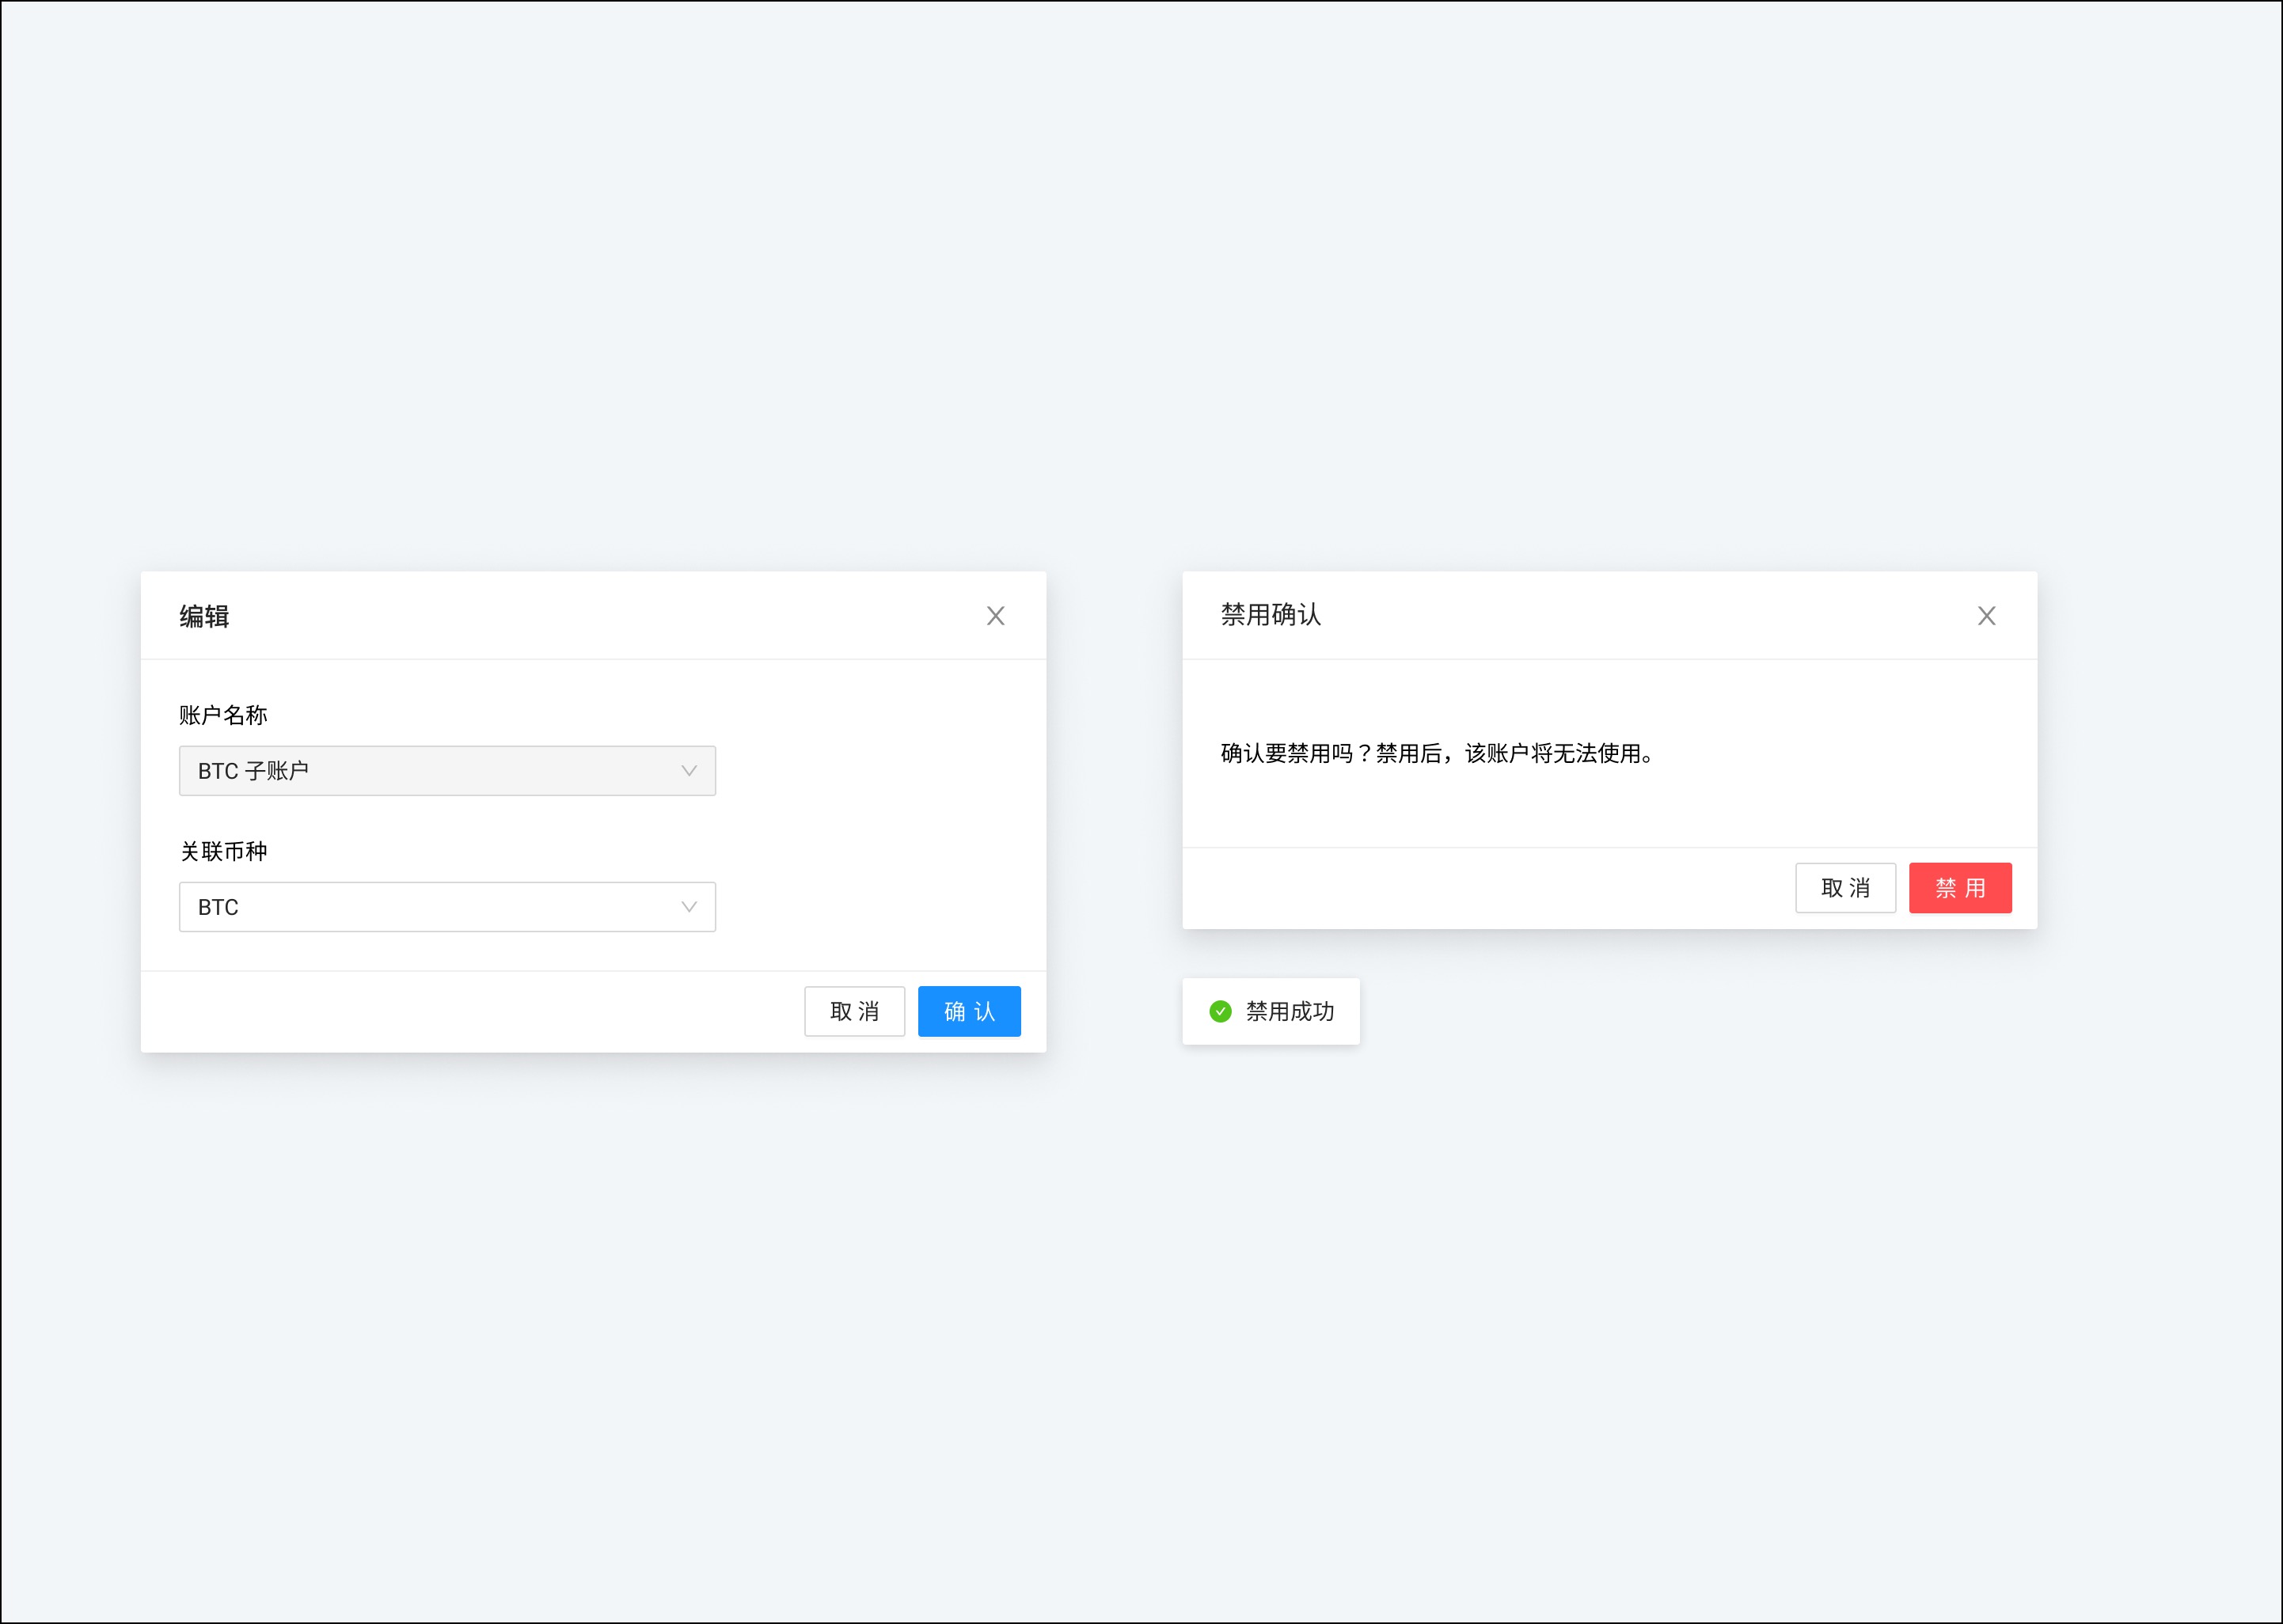 编辑
账户名称
BTC 子账户
关联币种
BTC
取 消
确 认
禁用确认
确认要禁用吗？禁用后，该账户将无法使用。
取 消
禁 用
禁用成功